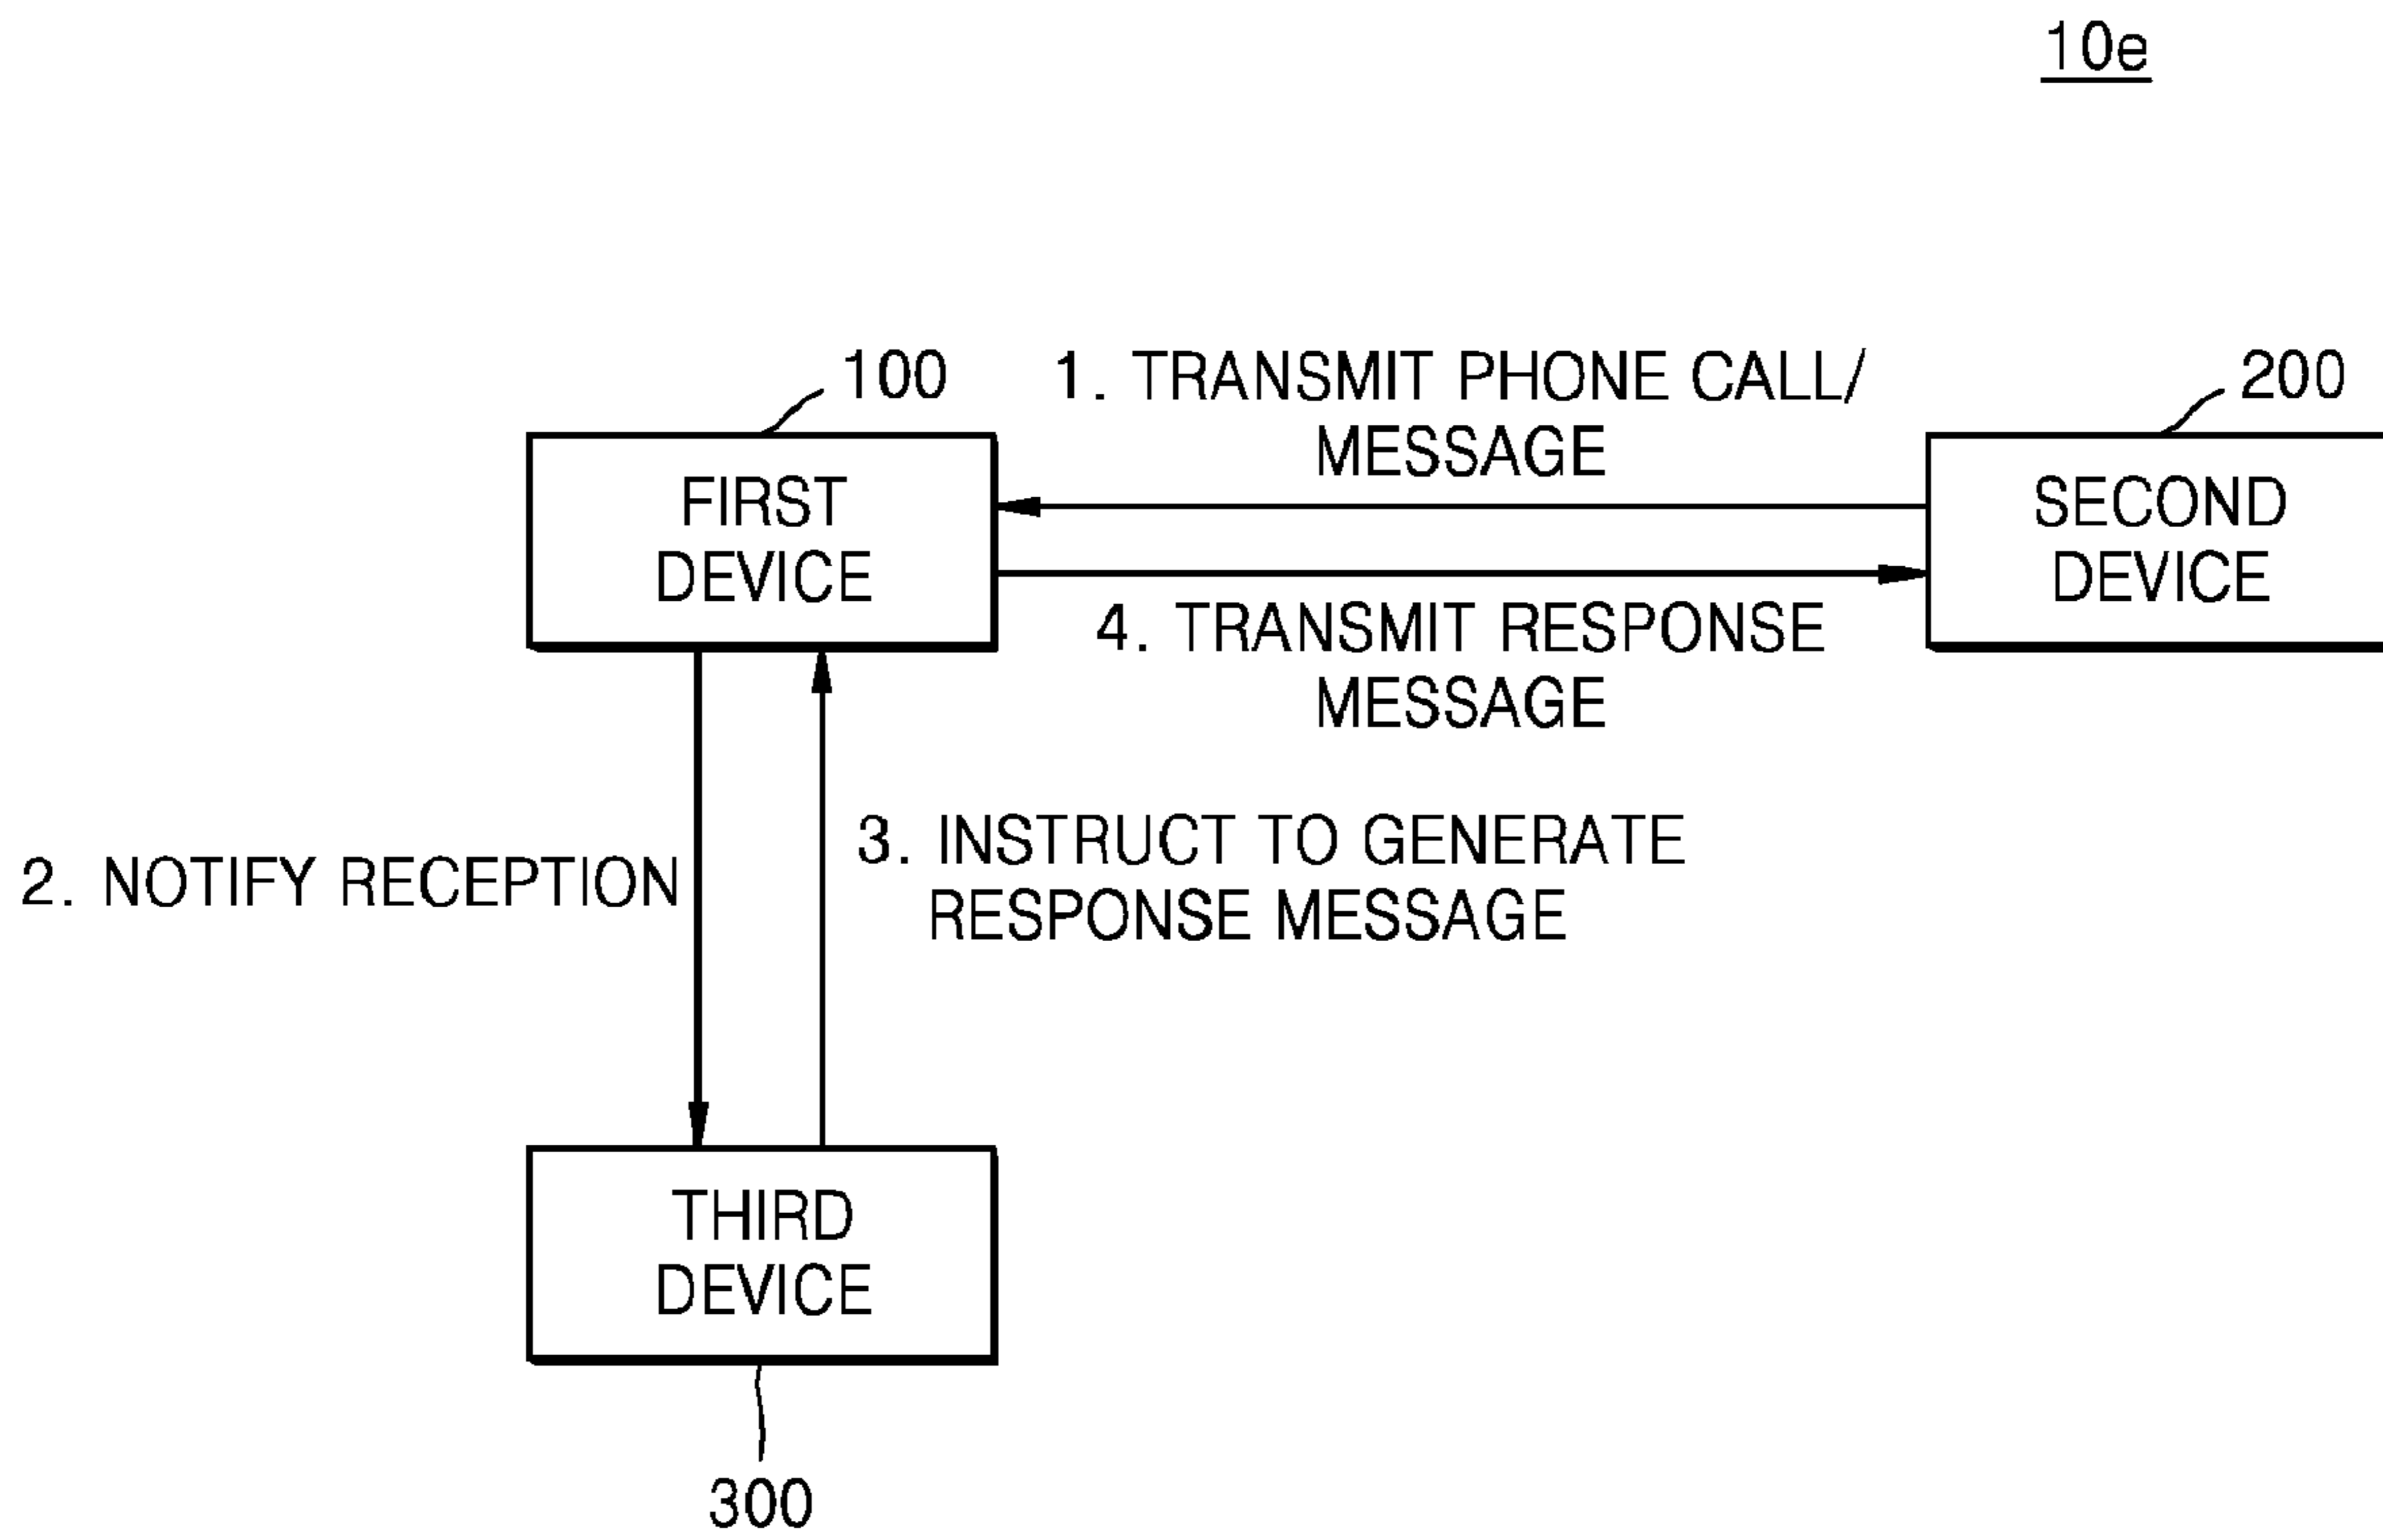 10e
100
1. TRANSMIT PHONE CALL/
MESSAGE
200
FIRST
DEVICE
SECOND
DEVICE
4. TRANSMIT RESPONSE
MESSAGE
2. NOTIFY RECEPTION
3. INSTRUCT TO GENERATE
RESPONSE MESSAGE
THIRD
DEVICE
300